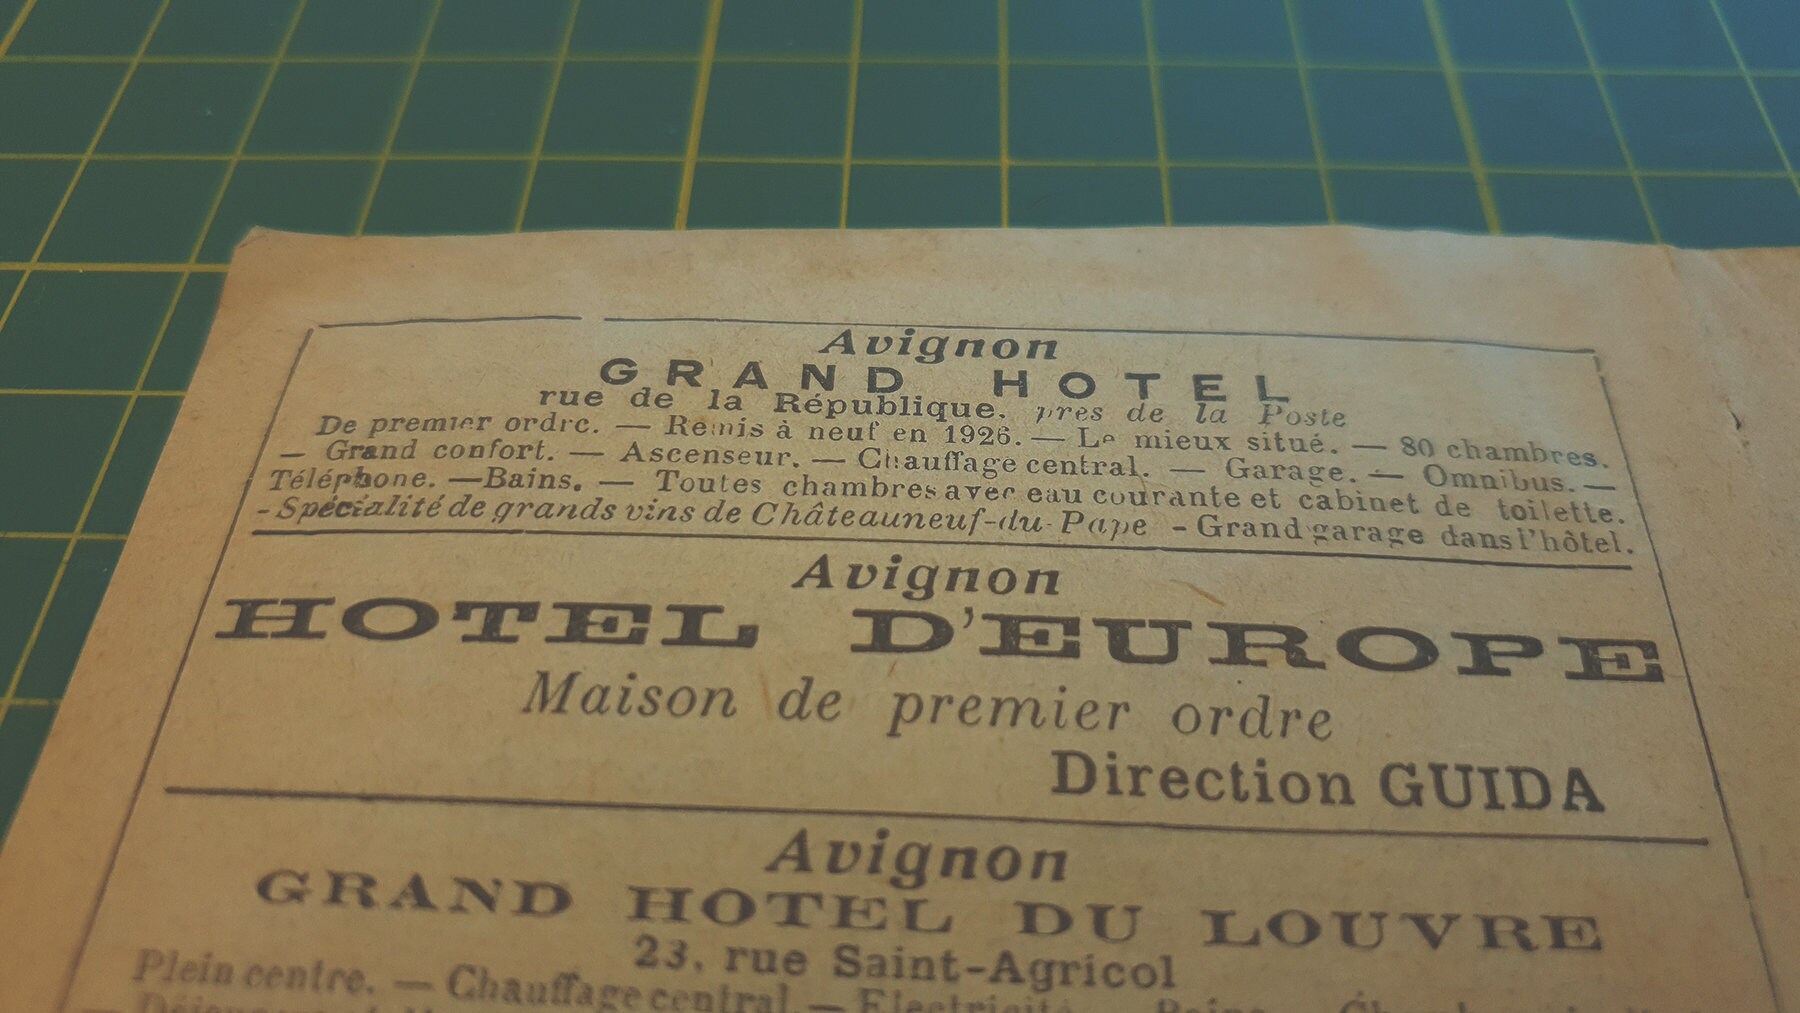 Avignon
GRAND HOTEL
rue de la République. près de la Poste
De premier ordre. — Remis à neuf en 1926. — Le mieux situé. — 80 chambres.
— Grand confort. — Ascenseur. — Chauffage central. — Garage. — Omnibus. —
Téléphone. — Bains. — Toutes chambres avec eau courante et cabinet de toilette.
- Spécialité de grands vins de Châteauneuf-du-Pape - Grand garage dans l'hôtel.
Avignon
HOTEL D'EUROPE
Maison de premier ordre
Direction GUIDA
Avignon
GRAND HOTEL DU LOUVRE
23, rue Saint-Agricol
Plein centre. — Chauffage central — Electricité